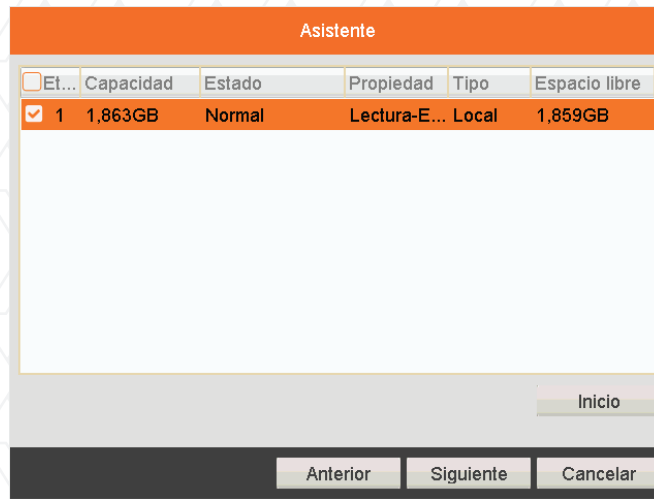 Asistente
Et... Capacidad Estado Propiedad Tipo Espacio libre
1 1,863GB Normal Lectura-E... Local 1,859GB
Inicio
Anterior Siguiente Cancelar